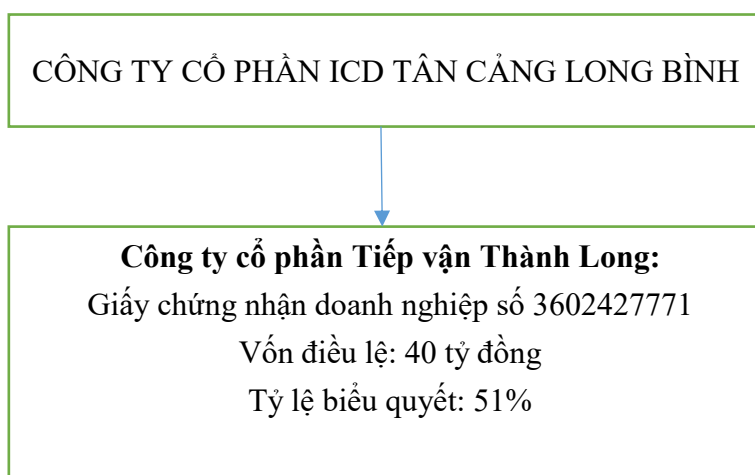 CÔNG TY CỔ PHẦN ICD TÂN CẢNG LONG BÌNH
Công ty cổ phần Tiếp vận Thành Long:
Giấy chứng nhận doanh nghiệp số 3602427771
Vốn điều lệ: 40 tỷ đồng
Tỷ lệ biểu quyết: 51%